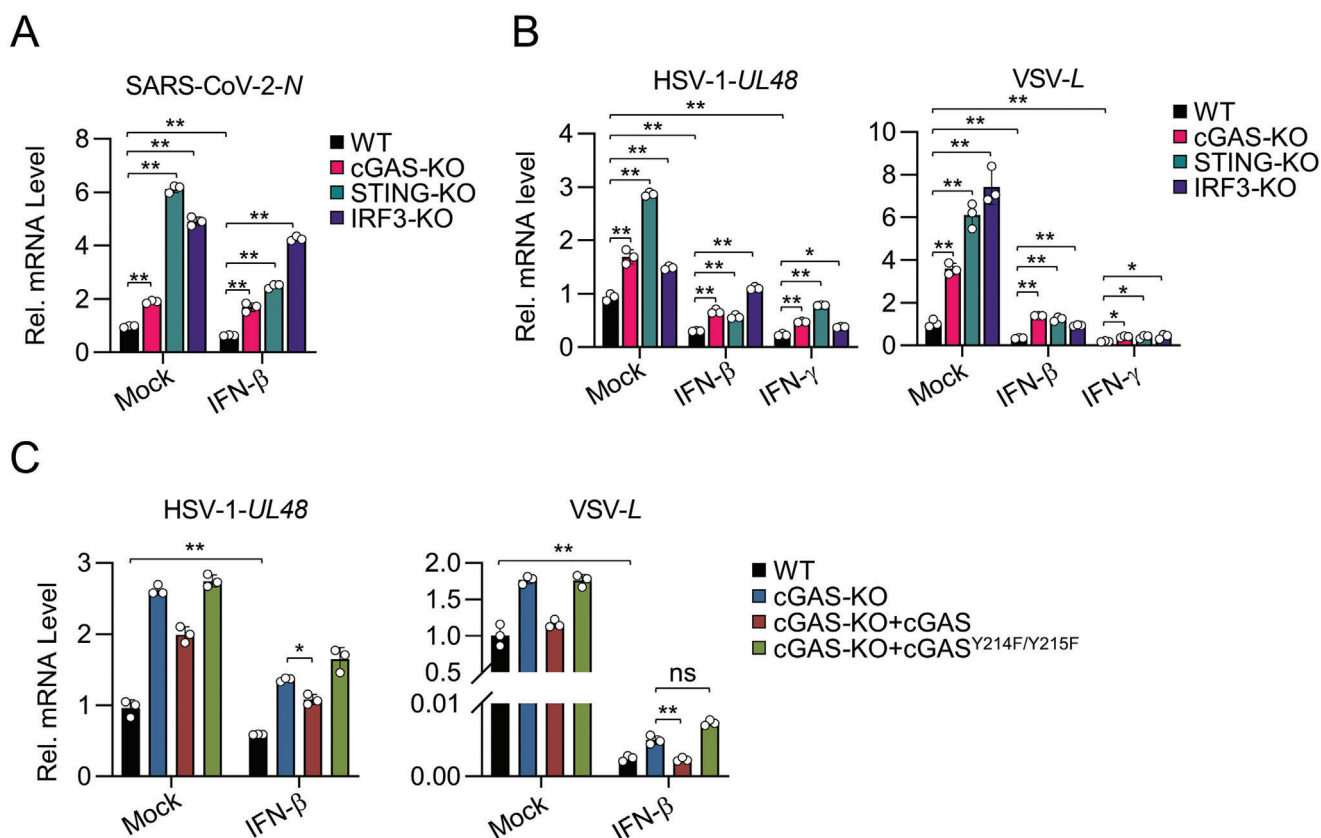 A
SARS-CoV-2-N
Rel. mRNA Level
8
6
4
2
0
**
**
**
**
**
**
**
Mock
IFN-β
WT
cGAS-KO
STING-KO
IRF3-KO
B
HSV-1-UL48
Rel. mRNA level
4
3
2
1
0
**
**
**
**
**
**
**
**
*
**
**
Mock
IFN-β
IFN-γ
VSV-L
10
8
6
4
2
0
**
**
**
**
**
**
**
**
*
*
*
Mock
IFN-β
IFN-γ
WT
cGAS-KO
STING-KO
IRF3-KO
C
HSV-1-UL48
Rel. mRNA Level
3
2
1
0
**
*
Mock
IFN-β
VSV-L
2.0
1.5
1.0
0.5
0.01
0.00
**
ns
**
Mock
IFN-β
WT
cGAS-KO
cGAS-KO+cGAS
cGAS-KO+cGAS^Y214F/Y215F